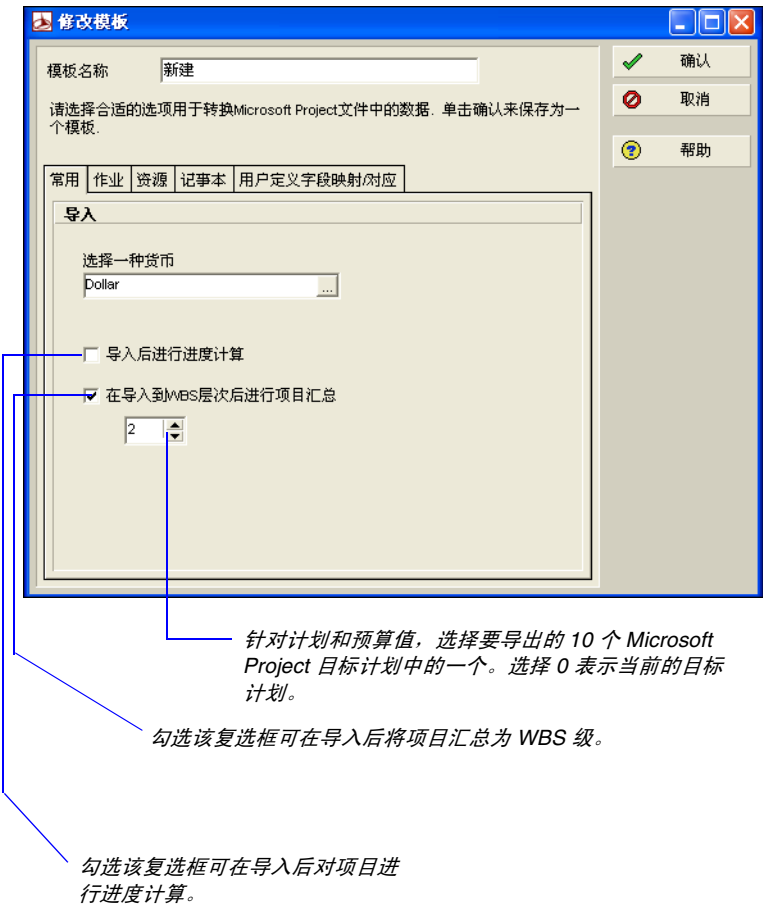 修改模板
模板名称
新建
请选择合适的选项用于转换Microsoft Project文件中的数据. 单击确认来保存为一
个模板.
确认
取消
帮助
常用 作业 资源 记事本 用户定义字段映射/对应
导入
选择一种货币
Dollar
...
导入后进行进度计算
在导入到WBS层次后进行项目汇总
2
针对计划和预算值，选择要导出的 10 个 Microsoft
Project 目标计划中的一个。选择 0 表示当前的目标
计划。
勾选该复选框可在导入后将项目汇总为 WBS 级。
勾选该复选框可在导入后对项目进
行进度计算。